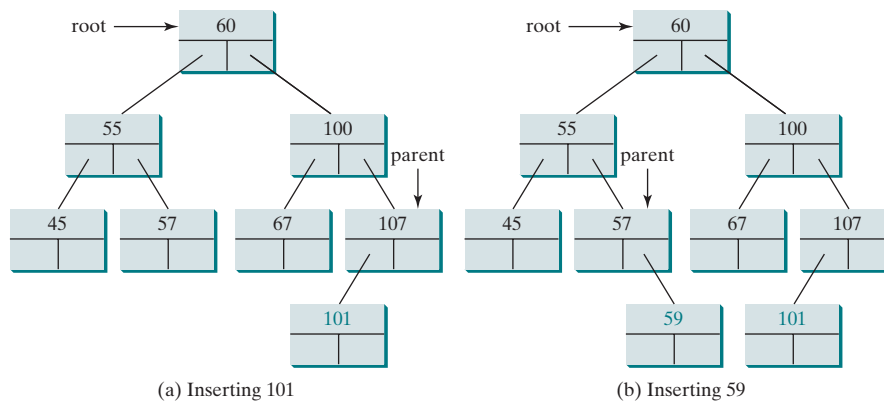 root 60
55 100
parent
45 57 67 107
101
(a) Inserting 101
root 60
55 100
parent
45 57 67 107
59 101
(b) Inserting 59